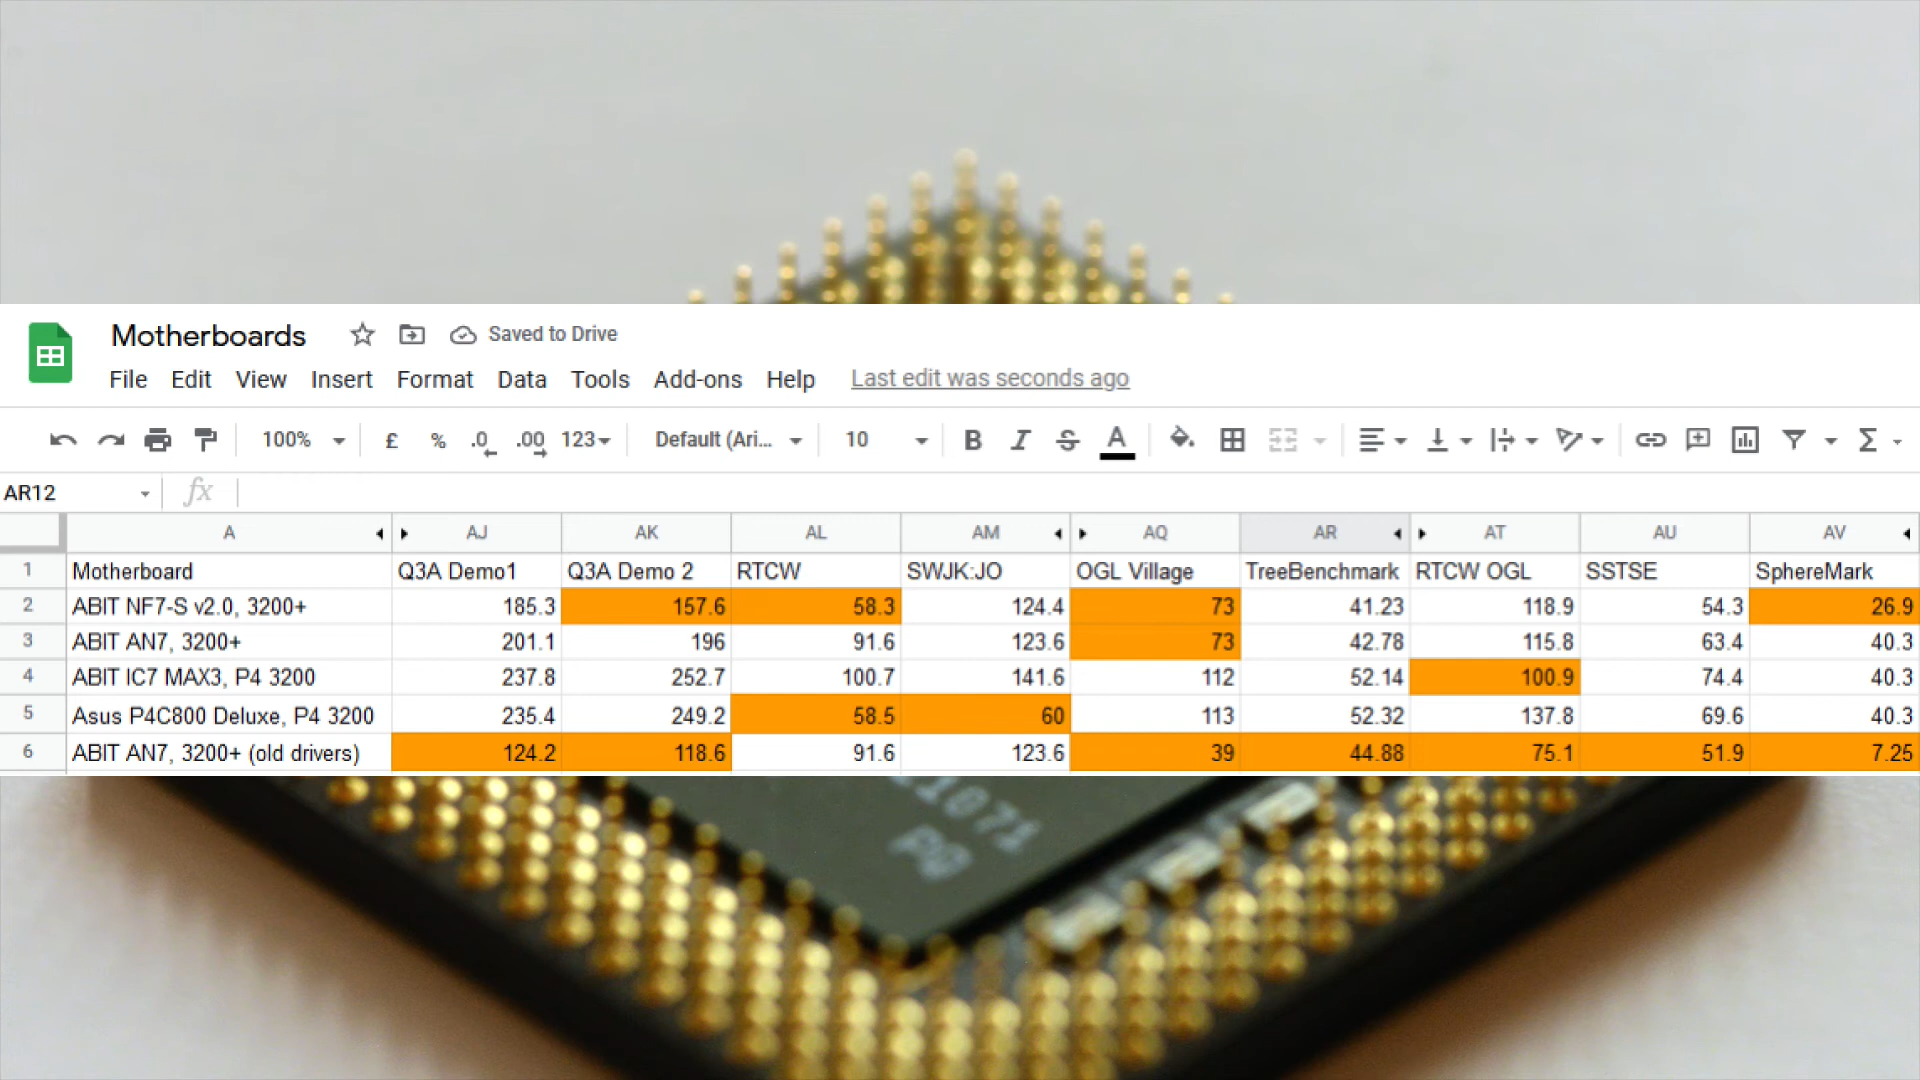 Motherboards Saved to Drive
File Edit View Insert Format Data Tools Add-ons Help Last edit was seconds ago
100% £ % .0 .00 123 Default (Ari... 10 B I S A Σ
AR12 fx
A AJ AK AL AM AQ AR AT AU AV
1 Motherboard Q3A Demo1 Q3A Demo 2 RTCW SWJK:JO OGL Village TreeBenchmark RTCW OGL SSTSE SphereMark
2 ABIT NF7-S v2.0, 3200+ 185.3 157.6 58.3 124.4 73 41.23 118.9 54.3 26.9
3 ABIT AN7, 3200+ 201.1 196 91.6 123.6 73 42.78 115.8 63.4 40.3
4 ABIT IC7 MAX3, P4 3200 237.8 252.7 100.7 141.6 112 52.14 100.9 74.4 40.3
5 Asus P4C800 Deluxe, P4 3200 235.4 249.2 58.5 60 113 52.32 137.8 69.6 40.3
6 ABIT AN7, 3200+ (old drivers) 124.2 118.6 91.6 123.6 39 44.88 75.1 51.9 7.25
11071
PQ